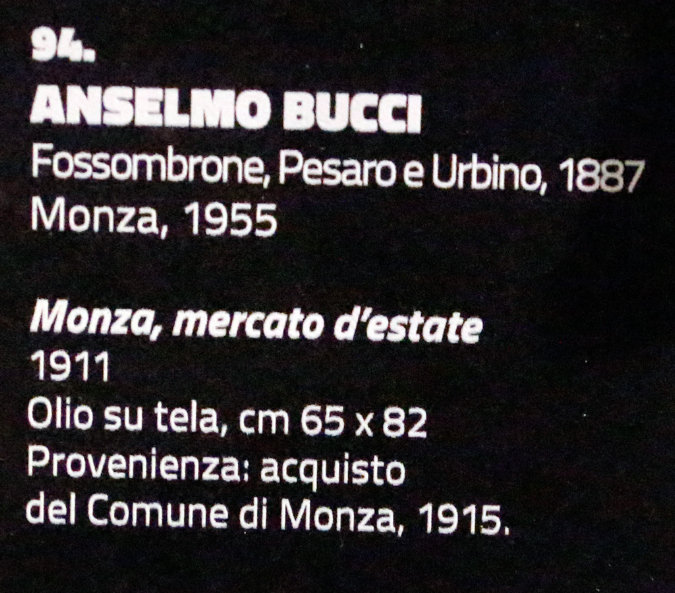 94.
ANSELMO BUCCI
Fossombrone, Pesaro e Urbino, 1887
Monza, 1955
Monza, mercato d'estate
1911
Olio su tela, cm 65 x 82
Provenienza: acquisto
del Comune di Monza, 1915.